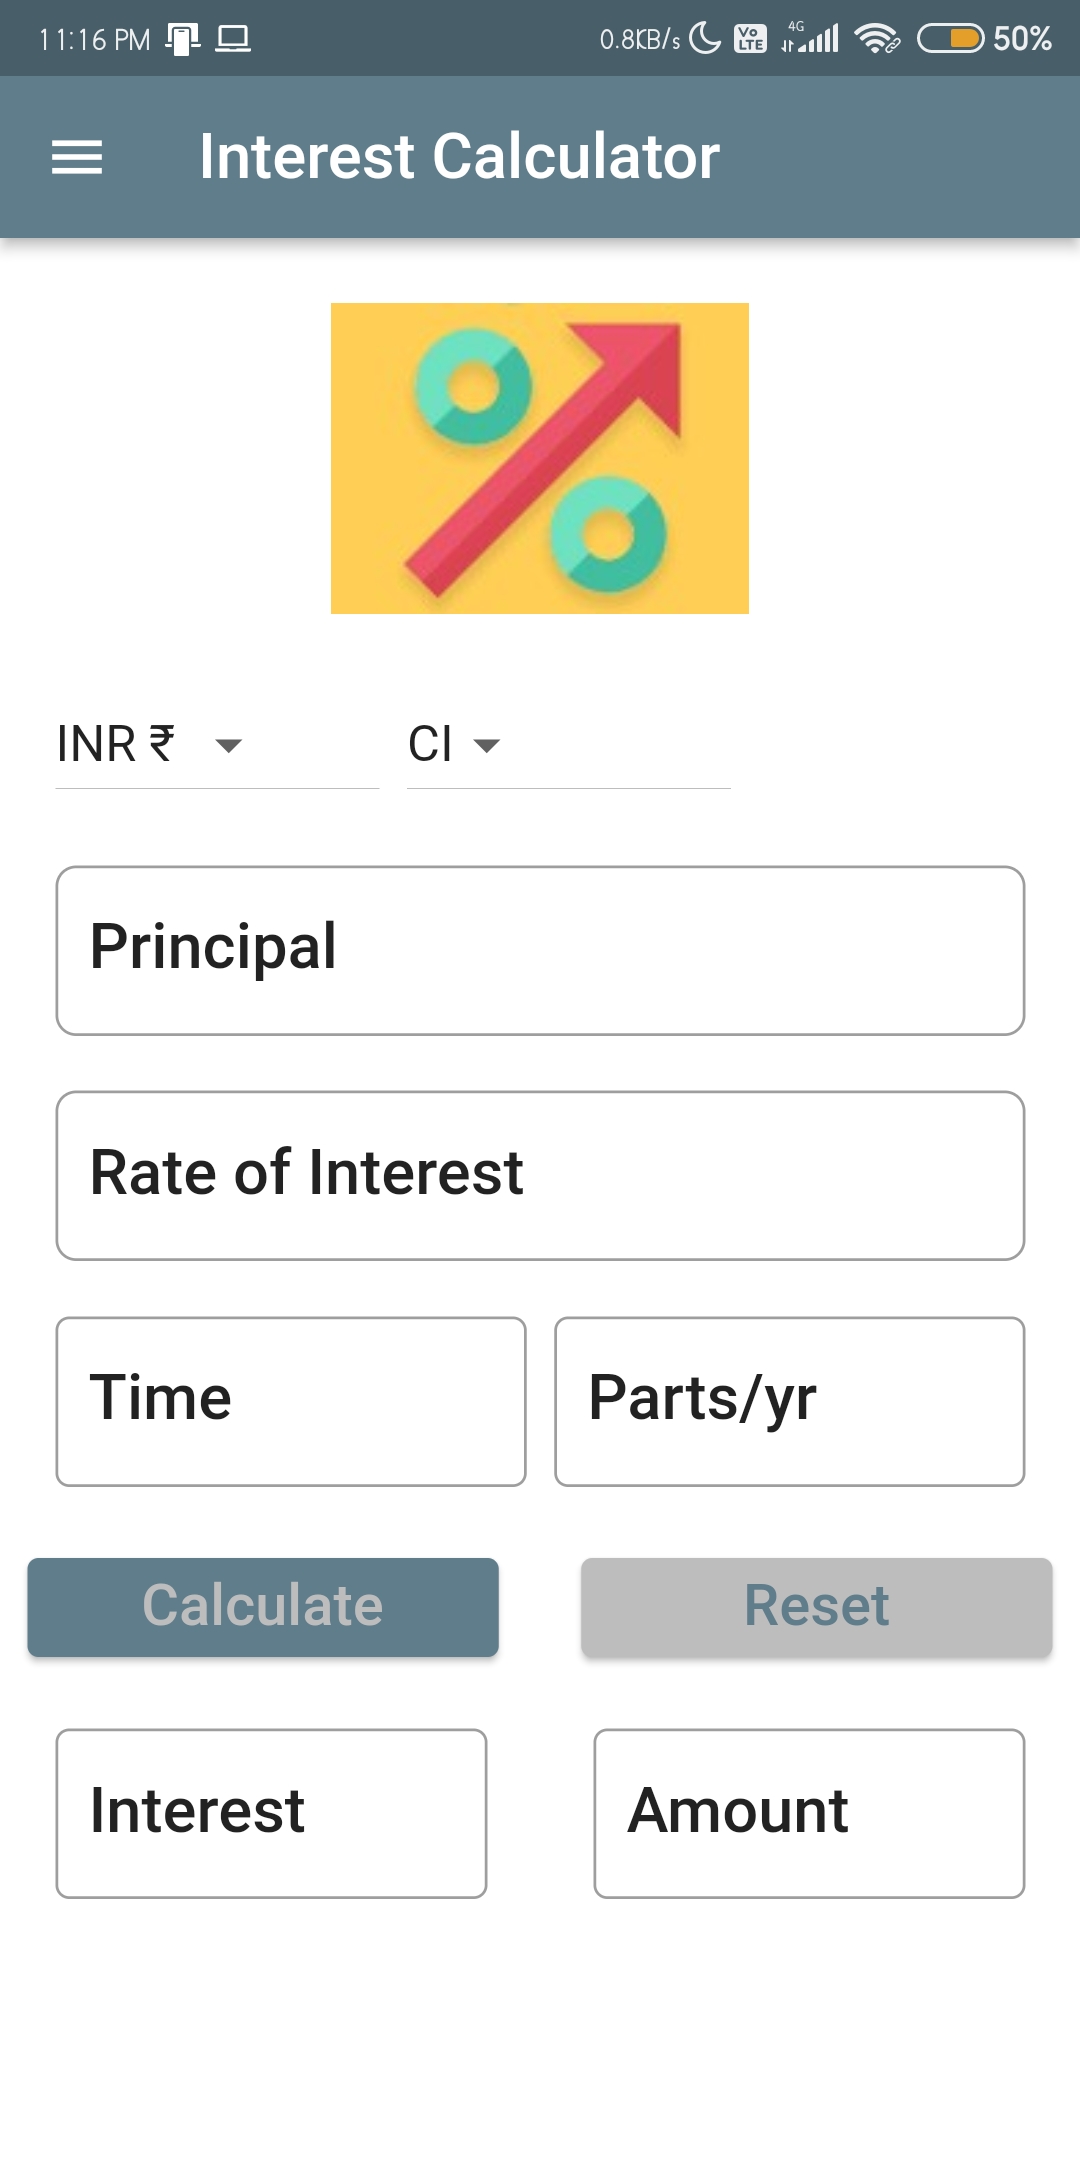 11:16 PM 0.8KB/s Vo LTE 4G 50%
Interest Calculator
INR ₹ CI
Principal
Rate of Interest
Time Parts/yr
Calculate Reset
Interest Amount